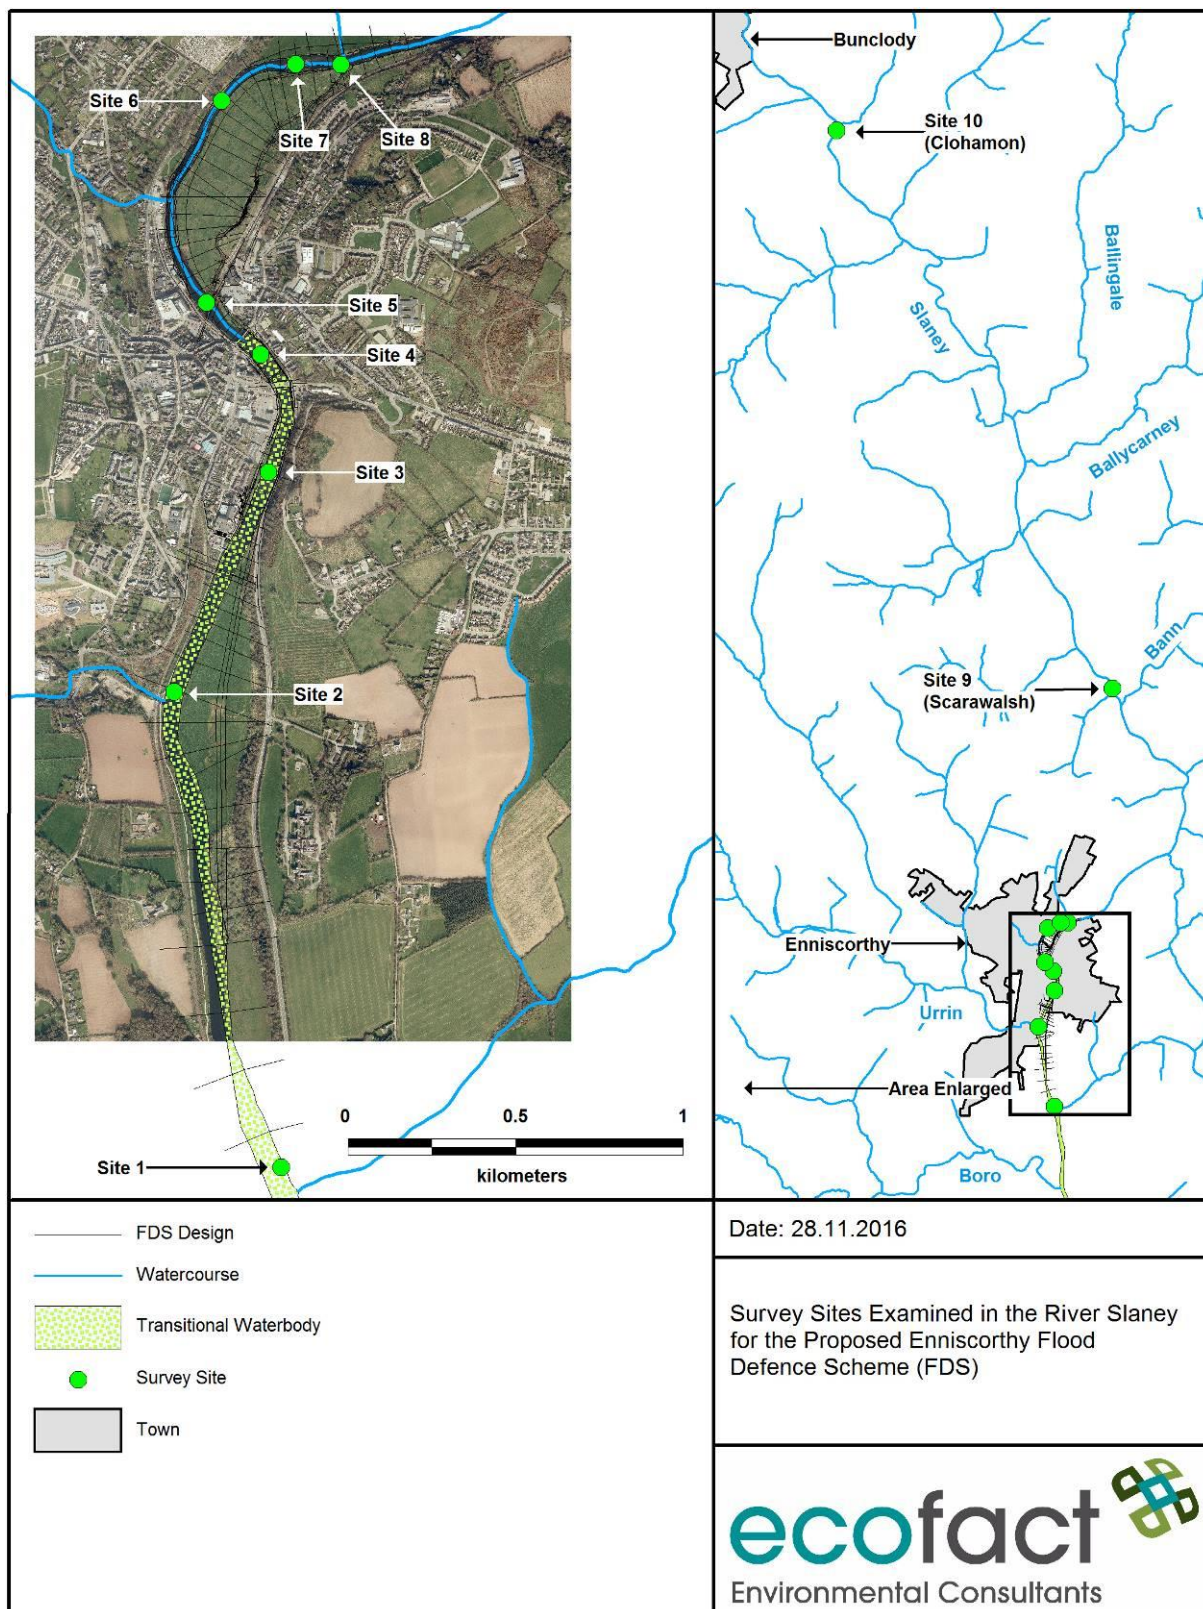 Site 6
Site 7
Site 8
Site 5
Site 4
Site 3
Site 2
Site 1
0
0.5
1
kilometers
Bunclody
Site 10
(Clohamon)
Ballingale
Slaney
Ballycarney
Bann
Site 9
(Scarawalsh)
Enniscorthy
Urrin
Area Enlarged
Boro
FDS Design
Watercourse
Transitional Waterbody
Survey Site
Town
Date: 28.11.2016
Survey Sites Examined in the River Slaney
for the Proposed Enniscorthy Flood
Defence Scheme (FDS)
ecofact
Environmental Consultants